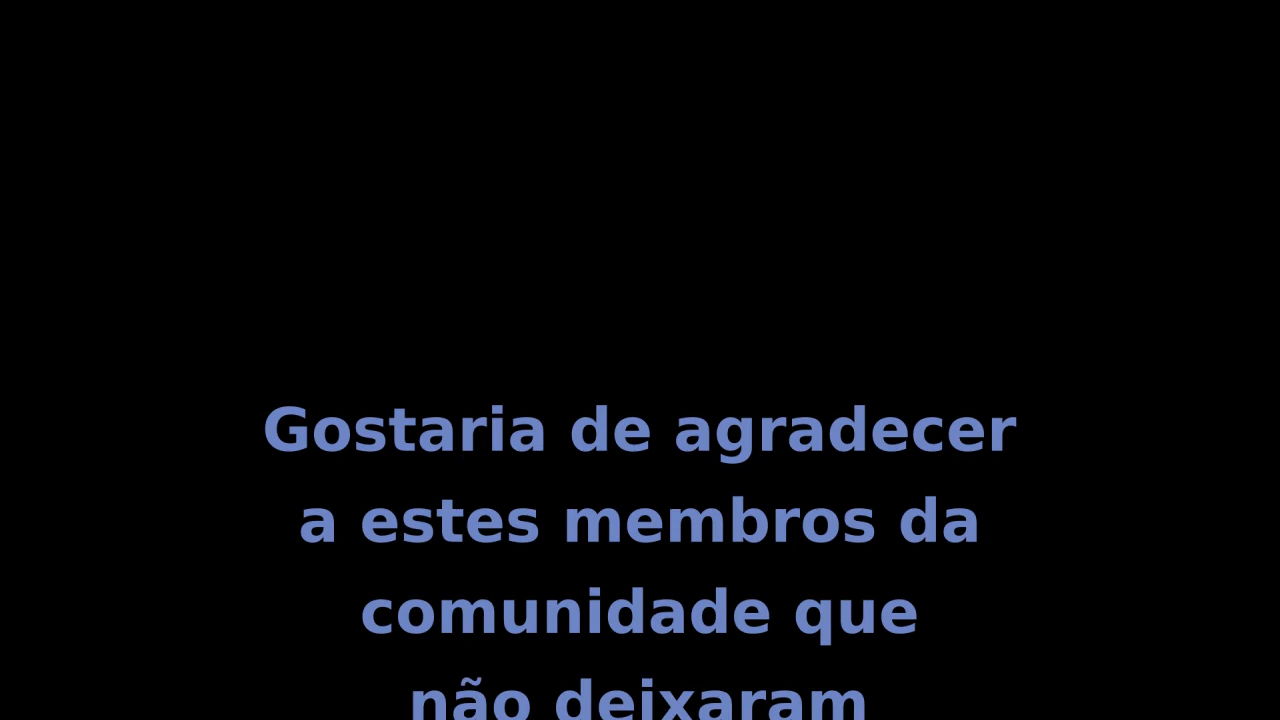 Gostaria de agradecer
a estes membros da
comunidade que
não deixaram